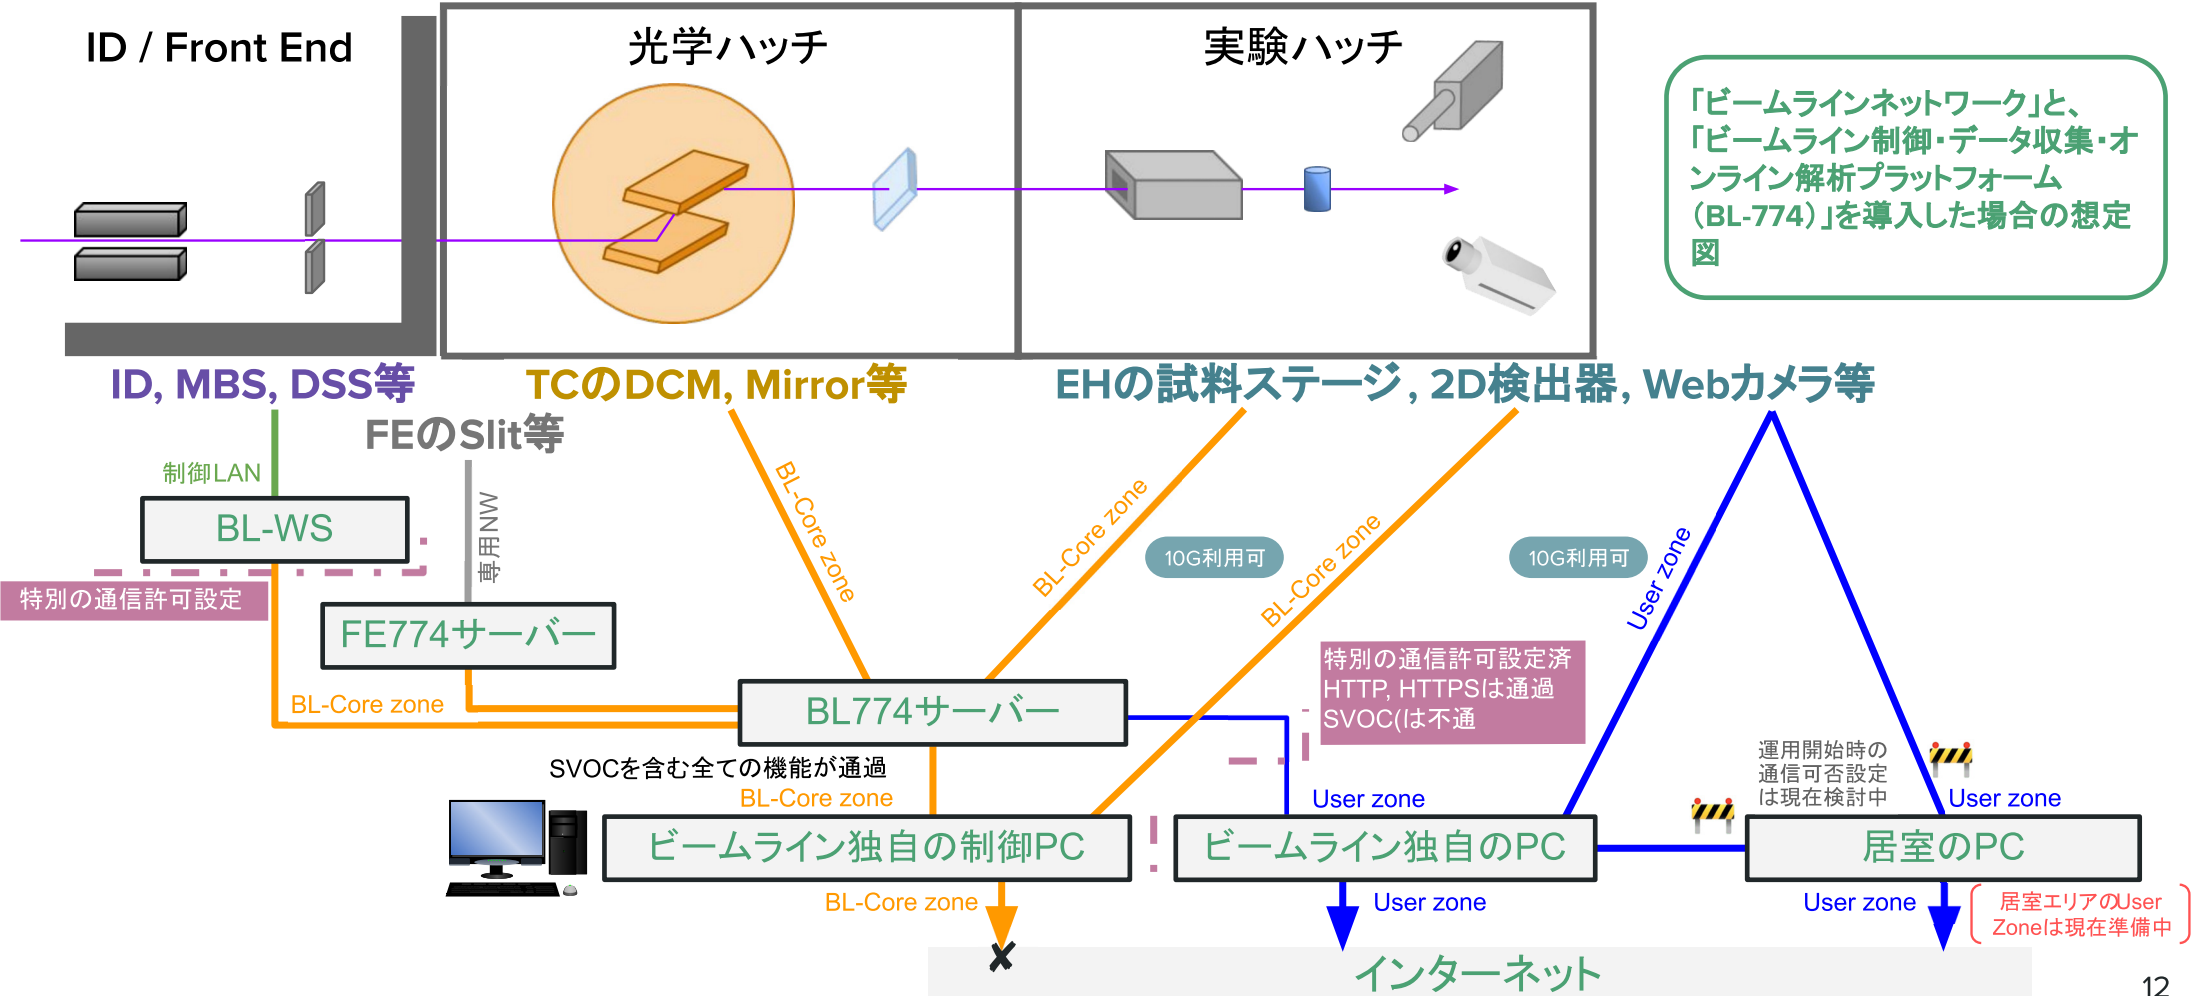 ID / Front End
光学ハッチ
実験ハッチ
「ビームラインネットワーク」と、
「ビームライン制御・データ収集・オ
ンライン解析プラットフォーム
（BL-774）」を導入した場合の想定
図
ID, MBS, DSS等
TCのDCM, Mirror等
EHの試料ステージ, 2D検出器, Webカメラ等
FEのSlit等
制御LAN
専用NW
BL-Core zone
BL-Core zone
10G利用可
BL-Core zone
10G利用可
User zone
BL-WS
特別の通信許可設定
FE774サーバー
特別の通信許可設定済
HTTP, HTTPSは通過
SVOC(は不通
BL-Core zone
BL774サーバー
SVOCを含む全ての機能が通過
BL-Core zone
User zone
運用開始時の
通信可否設定
は現在検討中
User zone
ビームライン独自の制御PC
ビームライン独自のPC
居室のPC
BL-Core zone
User zone
User zone
居室エリアのUser
Zoneは現在準備中
インターネット
12